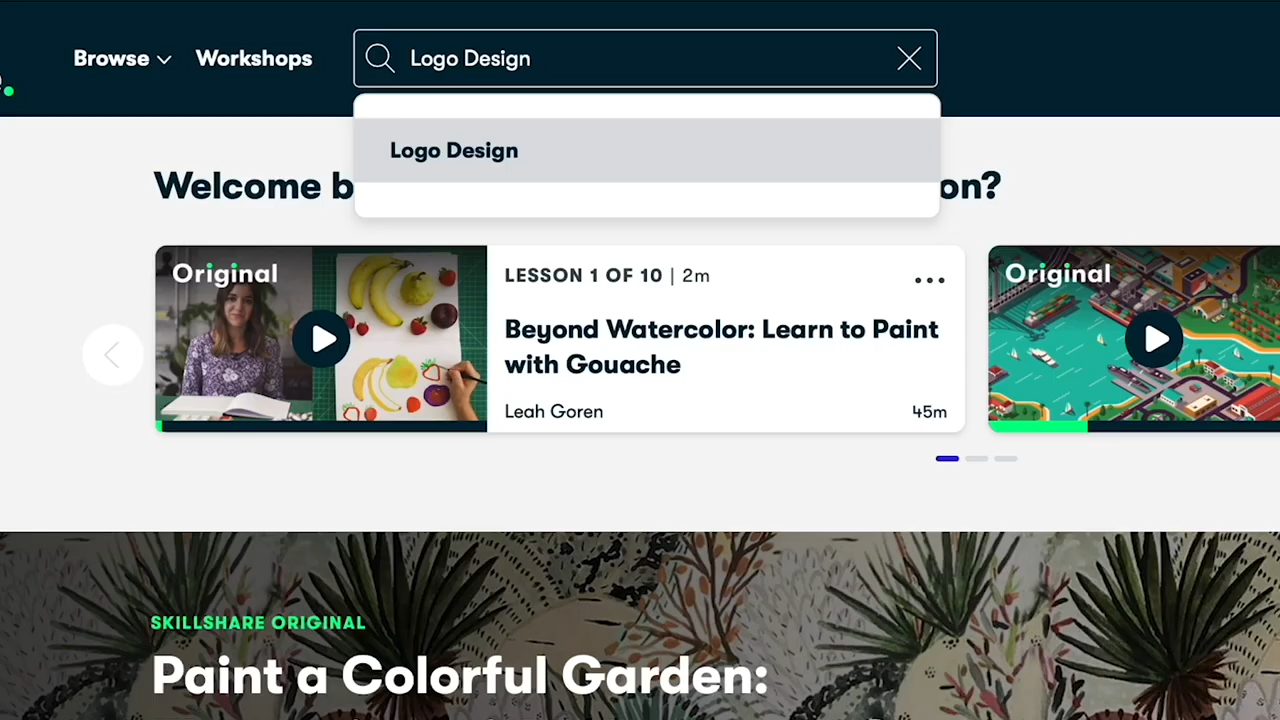 Browse Workshops Logo Design
Logo Design
Welcome b on?
Original
LESSON 1 OF 10 | 2m
Beyond Watercolor: Learn to Paint
with Gouache
Leah Goren 45m
Original
SKILLSHARE ORIGINAL
Paint a Colorful Garden: